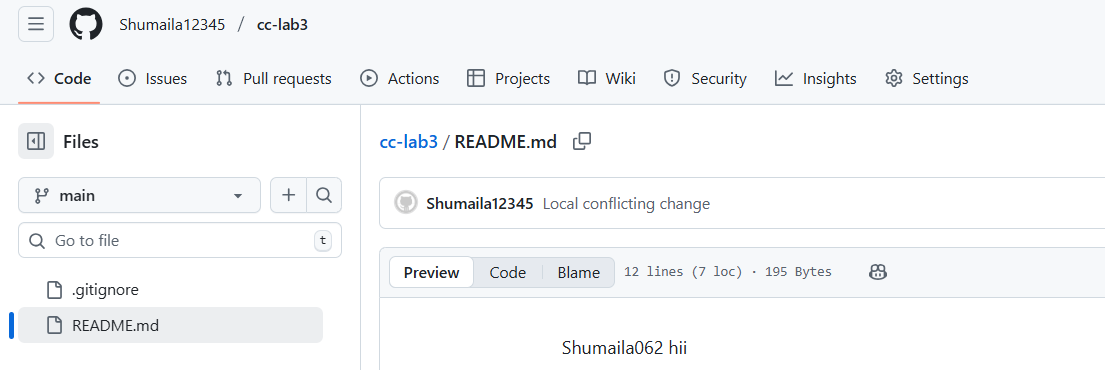 Shumaila12345 / cc-lab3
Code Issues Pull requests Actions Projects Wiki Security Insights Settings
Files
main
Go to file t
.gitignore
README.md
cc-lab3 / README.md
Shumaila12345 Local conflicting change
Preview Code Blame 12 lines (7 loc) · 195 Bytes
Shumaila062 hii